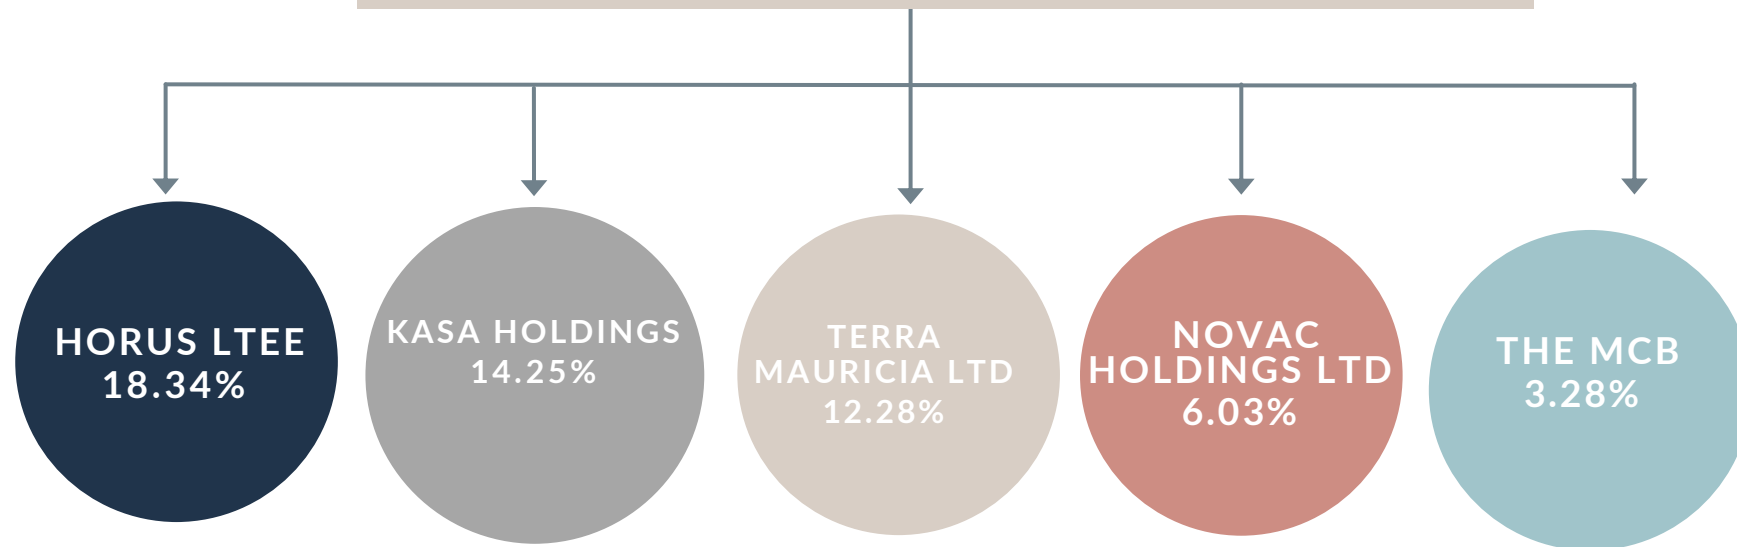 HORUS LTEE
18.34%
KASA HOLDINGS
14.25%
TERRA
MAURICIA LTD
12.28%
NOVAC
HOLDINGS LTD
6.03%
THE MCB
3.28%